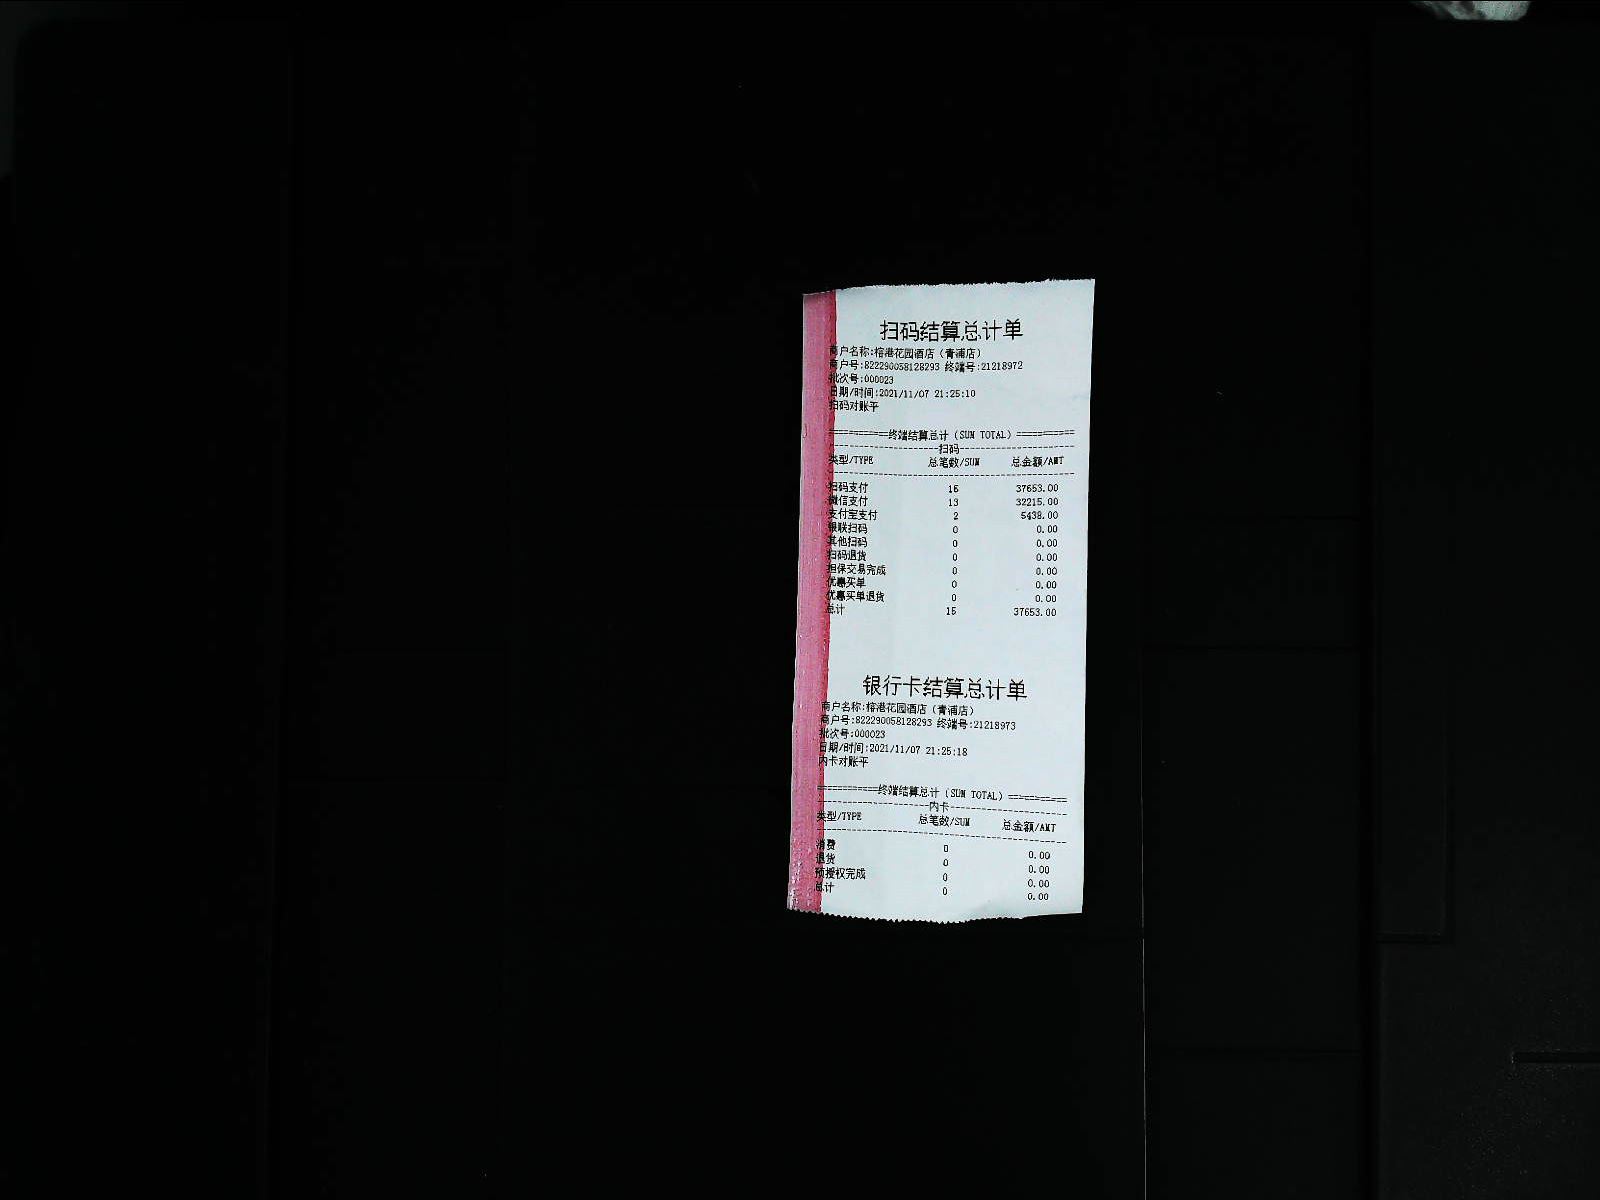 扫码结算总计单
商户名称:榕港花园酒店（青浦店）
商户号:822290058128293 终端号:21218972
批次号:000023
日期/时间:2021/11/07 21:25:10
扫码对账平
============终端结算总计（SUM TOTAL）============
----------------------扫码----------------------
类型/TYPE 总笔数/SUM 总金额/AMT
扫码支付 15 37653.00
微信支付 13 32215.00
支付宝支付 2 5438.00
银联扫码 0 0.00
其他扫码 0 0.00
扫码退货 0 0.00
担保交易完成 0 0.00
优惠买单 0 0.00
优惠买单退货 0 0.00
总计 15 37653.00
银行卡结算总计单
商户名称:榕港花园酒店（青浦店）
商户号:822290058128293 终端号:21218973
批次号:000023
日期/时间:2021/11/07 21:25:18
内卡对账平
============终端结算总计（SUM TOTAL）============
----------------------内卡----------------------
类型/TYPE 总笔数/SUM 总金额/AMT
消费 0 0.00
退货 0 0.00
预授权完成 0 0.00
总计 0 0.00